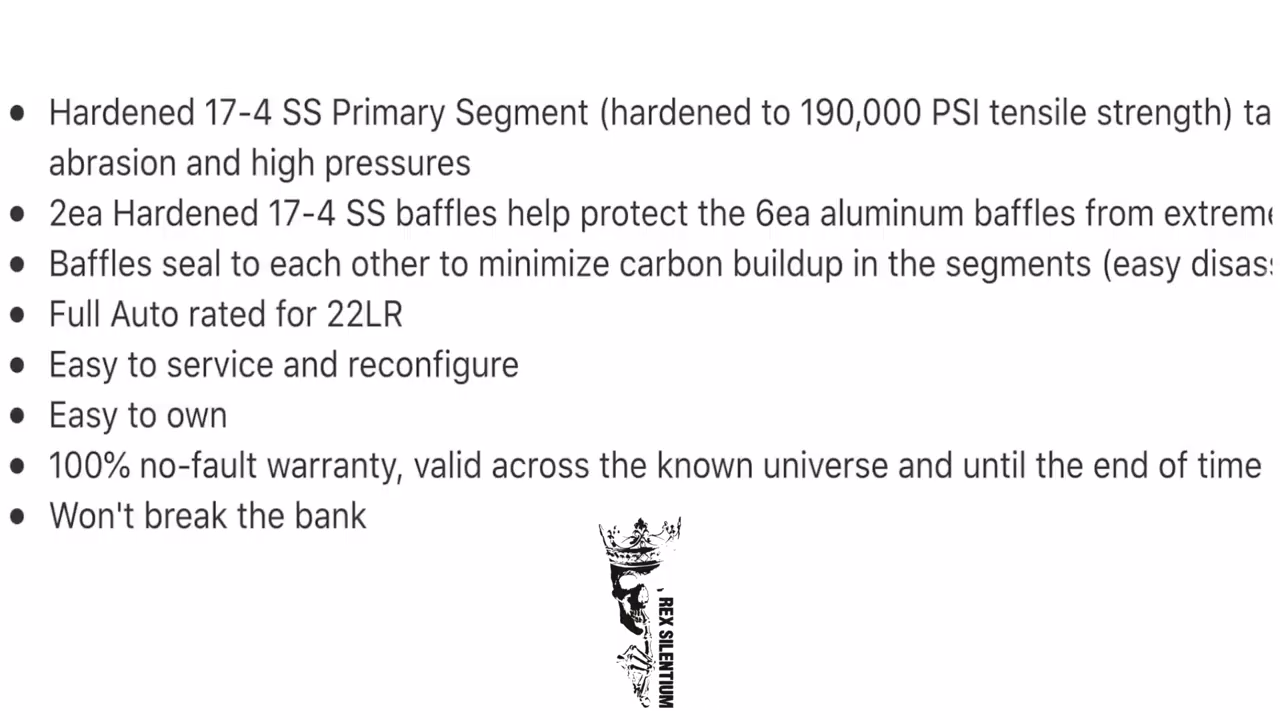 • Hardened 17-4 SS Primary Segment (hardened to 190,000 PSI tensile strength)
abrasion and high pressures
• 2ea Hardened 17-4 SS baffles help protect the 6ea aluminum baffles from
• Baffles seal to each other to minimize carbon buildup in the segments (easy
• Full Auto rated for 22LR
• Easy to service and reconfigure
• Easy to own
• 100% no-fault warranty, valid across the known universe and until the end of time
• Won't break the bank
REX SILENTIUM